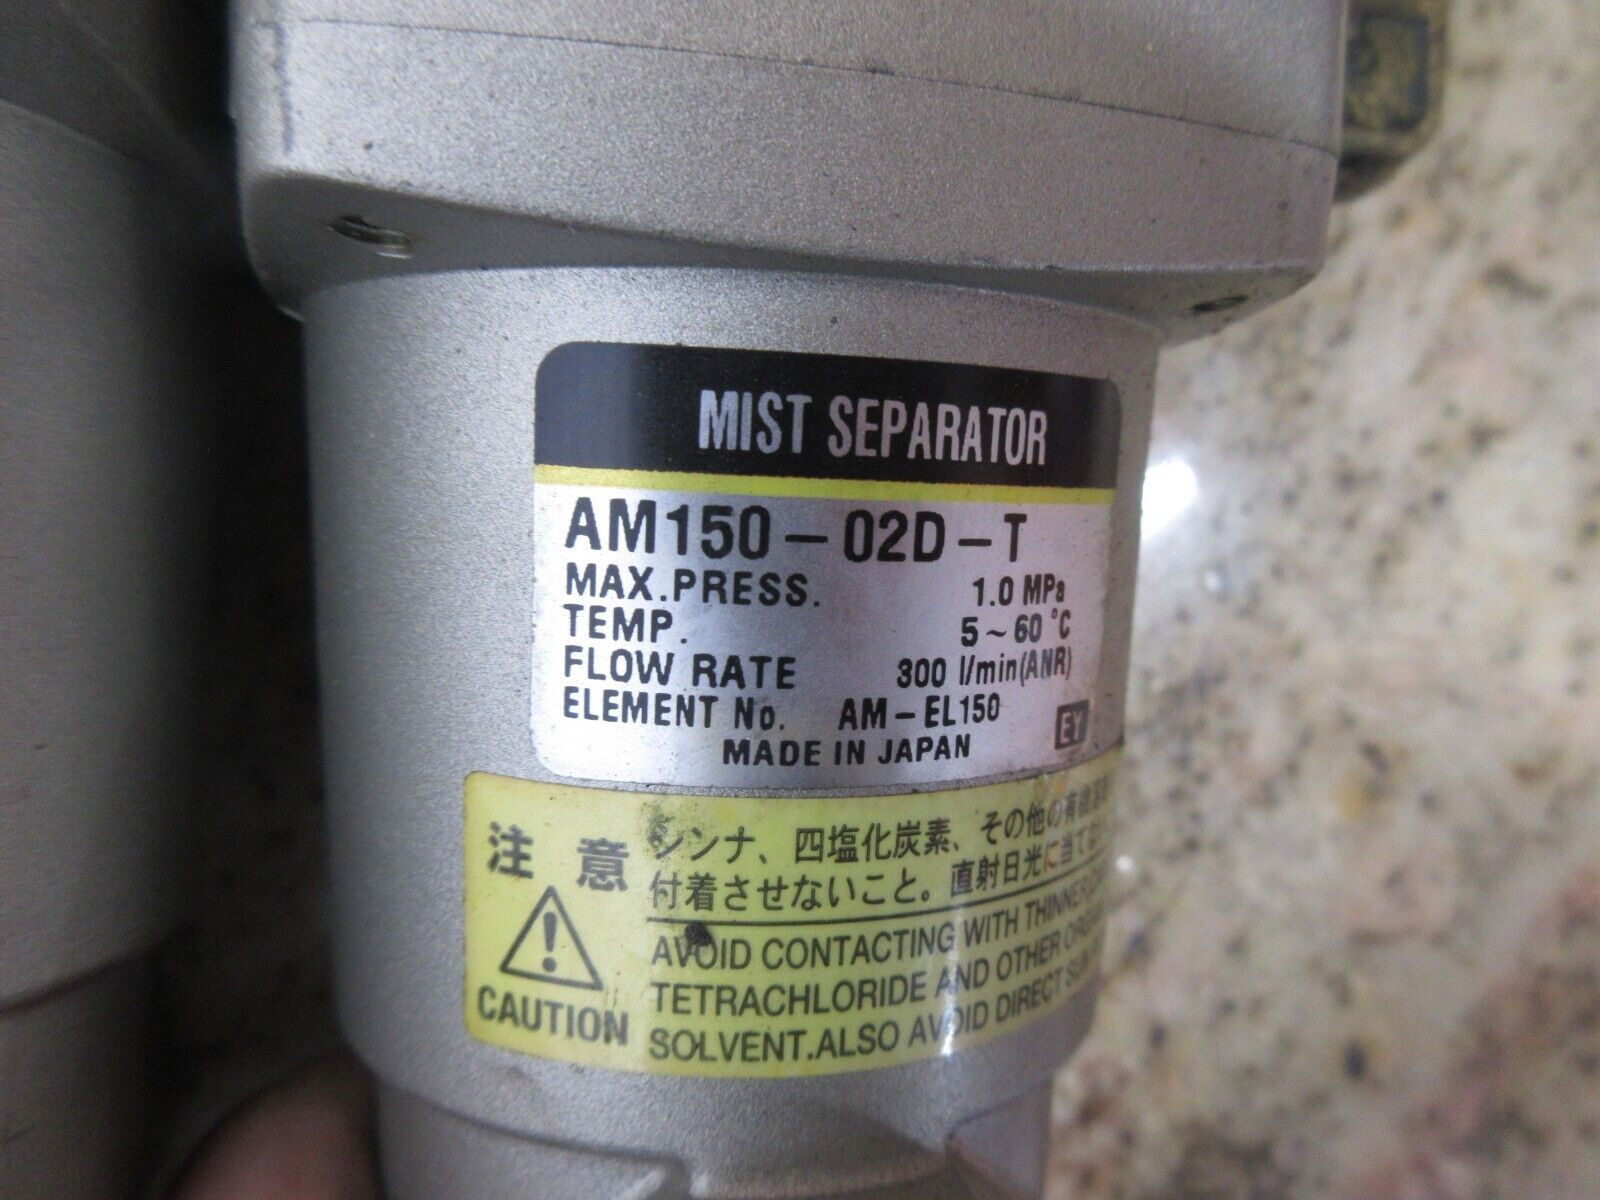 MIST SEPARATOR
AM150-02D-T
MAX.PRESS. 1.0 MPa
TEMP. 5~60°C
FLOW RATE 300 l/min(ANR)
ELEMENT No. AM-EL150
MADE IN JAPAN EY
注意
シンナ、四塩化炭素、その他の有機溶
付着させないこと。直射日光に当てな
CAUTION
AVOID CONTACTING WITH THINNER
TETRACHLORIDE AND OTHER
SOLVENT.ALSO AVOID DIRECT